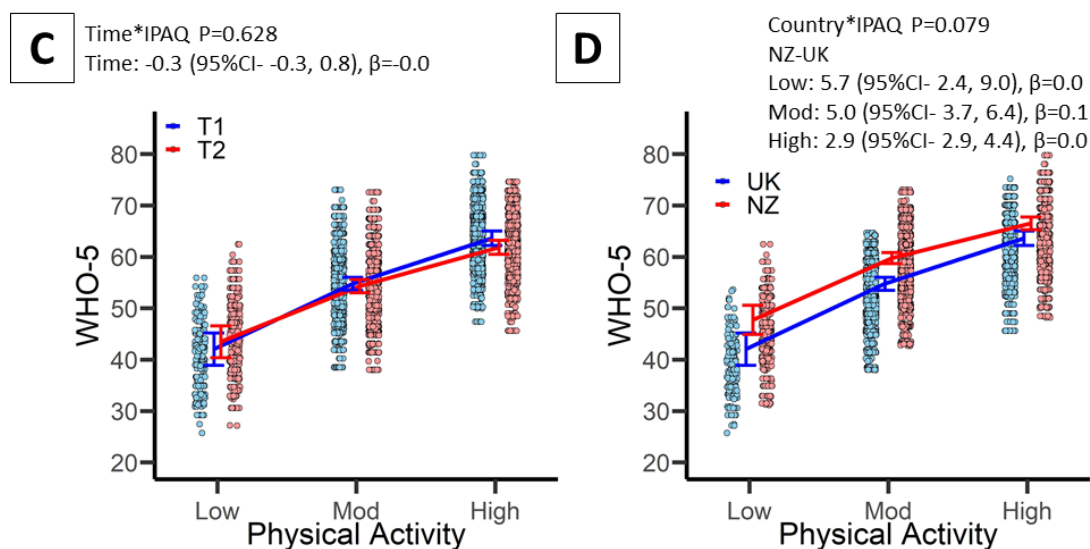 C
Time*IPAQ P=0.628
Time: -0.3 (95%CI- -0.3, 0.8), β=-0.0
T1
T2
80
70
60
50
40
30
20
WHO-5
Low Mod High
Physical Activity
D
Country*IPAQ P=0.079
NZ-UK
Low: 5.7 (95%CI- 2.4, 9.0), β=0.0
Mod: 5.0 (95%CI- 3.7, 6.4), β=0.1
High: 2.9 (95%CI- 2.9, 4.4), β=0.0
UK
NZ
80
70
60
50
40
30
20
WHO-5
Low Mod High
Physical Activity